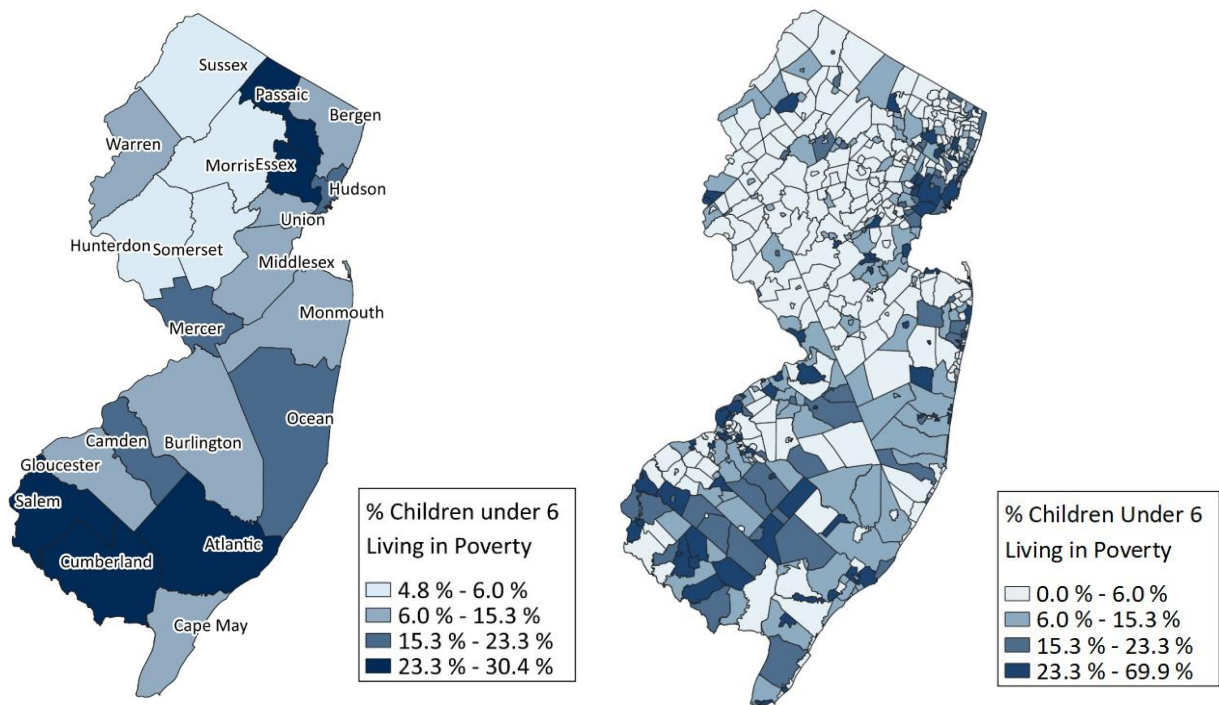 Sussex
Passaic
Bergen
Warren
Morris
Essex
Hudson
Union
Hunterdon
Somerset
Middlesex
Monmouth
Mercer
Ocean
Camden
Burlington
Gloucester
Salem
Atlantic
Cumberland
Cape May
% Children under 6
Living in Poverty
4.8 % - 6.0 %
6.0 % - 15.3 %
15.3 % - 23.3 %
23.3 % - 30.4 %
% Children Under 6
Living in Poverty
0.0 % - 6.0 %
6.0 % - 15.3 %
15.3 % - 23.3 %
23.3 % - 69.9 %